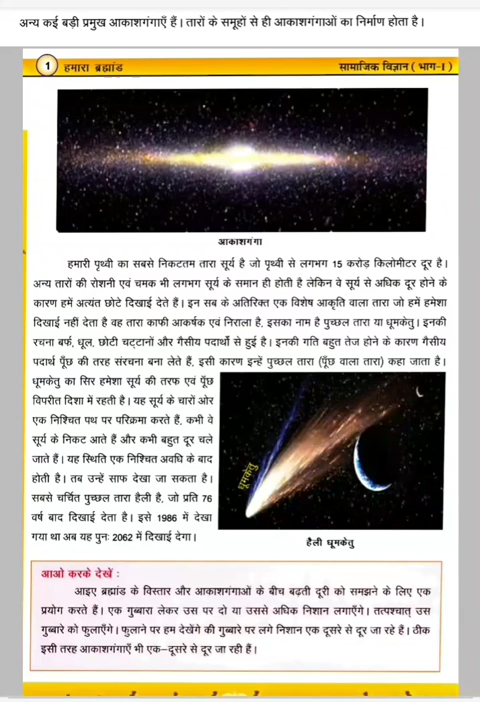 अन्य कई बड़ी प्रमुख आकाशगंगाएँ हैं। तारों के समूहों से ही आकाशगंगाओं का निर्माण होता है।
1 हमारा ब्रह्मांड
सामाजिक विज्ञान ( भाग-I )
आकाशगंगा
हमारी पृथ्वी का सबसे निकटतम तारा सूर्य है जो पृथ्वी से लगभग 15 करोड़ किलोमीटर दूर है।
अन्य तारों की रोशनी एवं चमक भी लगभग सूर्य के समान ही होती है लेकिन वे सूर्य से अधिक दूर होने के
कारण हमें अत्यंत छोटे दिखाई देते हैं। इन सब के अतिरिक्त एक विशेष आकृति वाला तारा जो हमें हमेशा
दिखाई नहीं देता है वह तारा काफी आकर्षक एवं निराला है, इसका नाम है पुच्छल तारा या धूमकेतु। इनकी
रचना बर्फ, धूल, छोटी चट्टानों और गैसीय पदार्थों से हुई है। इनकी गति बहुत तेज होने के कारण गैसीय
पदार्थ पूँछ की तरह संरचना बना लेते हैं, इसी कारण इन्हें पुच्छल तारा (पूँछ वाला तारा) कहा जाता है।
धूमकेतु का सिर हमेशा सूर्य की तरफ एवं पूँछ
विपरीत दिशा में रहती है। यह सूर्य के चारों ओर
एक निश्चित पथ पर परिक्रमा करते हैं, कभी वे
सूर्य के निकट आते हैं और कभी बहुत दूर चले
जाते हैं। यह स्थिति एक निश्चित अवधि के बाद
होती है। तब उन्हें साफ देखा जा सकता है।
सबसे चर्चित पुच्छल तारा हैली है, जो प्रति 76
वर्ष बाद दिखाई देता है। इसे 1986 में देखा
गया था अब यह पुनः 2062 में दिखाई देगा।
धूमकेतु
हैली धूमकेतु
आओ करके देखें :
आइए ब्रह्मांड के विस्तार और आकाशगंगाओं के बीच बढ़ती दूरी को समझने के लिए एक
प्रयोग करते हैं। एक गुब्बारा लेकर उस पर दो या उससे अधिक निशान लगाएँगे। तत्पश्चात् उस
गुब्बारे को फुलाएँगे। फुलाने पर हम देखेंगे की गुब्बारे पर लगे निशान एक दूसरे से दूर जा रहे हैं। ठीक
इसी तरह आकाशगंगाएँ भी एक–दूसरे से दूर जा रही हैं।